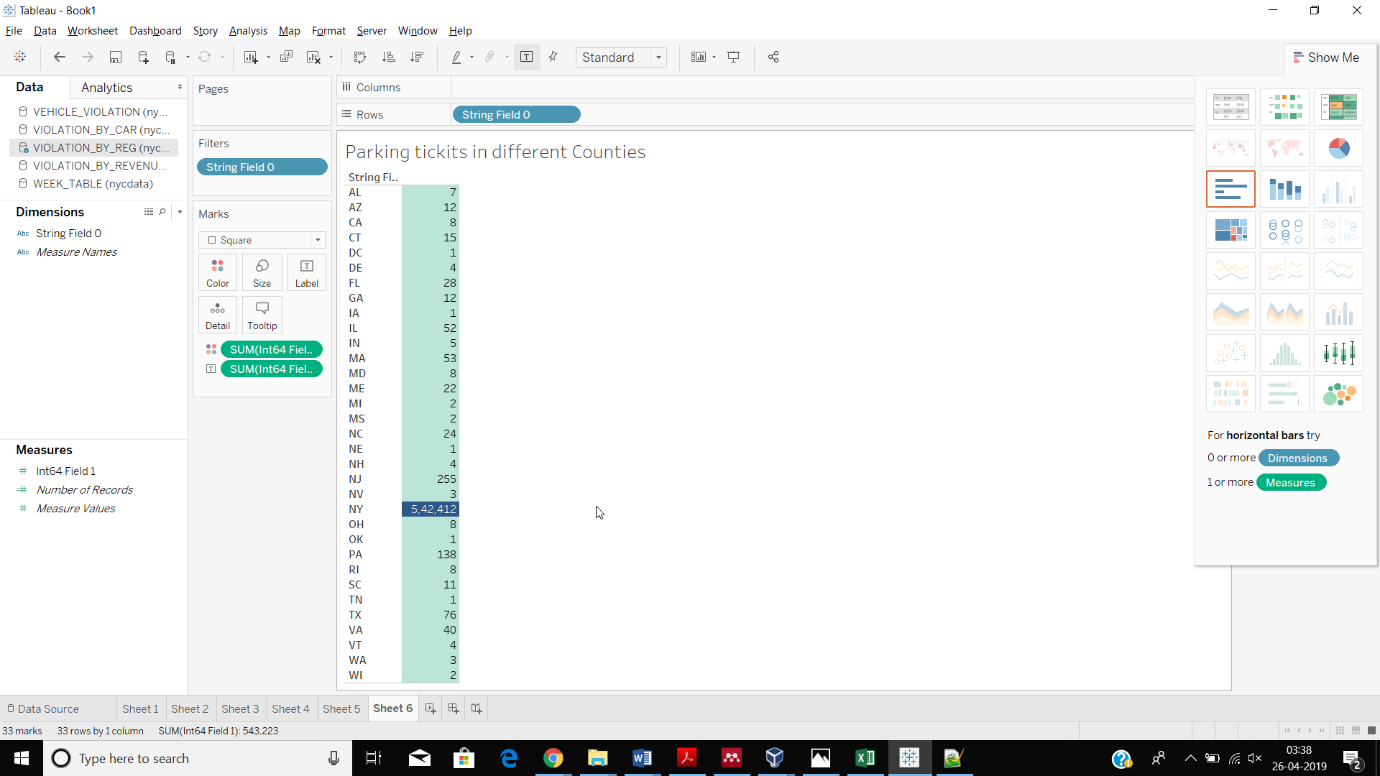 Tableau - Book1
File Data Worksheet Dashboard Story Analysis Map Format Server Window Help
Standard
Show Me
Data Analytics
VEHICLE_VIOLATION (ny...
VIOLATION_BY_CAR (nyc...
VIOLATION_BY_REG (nyc...
VIOLATION_BY_REVENU...
WEEK_TABLE (nycdata)
Dimensions
Abc String Field 0
Abc Measure Names
Measures
# Int64 Field 1
# Number of Records
# Measure Values
Pages
Filters
String Field 0
Marks
Square
Color Size Label
Detail Tooltip
SUM(Int64 Fiel..
SUM(Int64 Fiel..
Columns
Rows String Field 0
Parking tickits in different Counties
String Fi..
AL 7
AZ 12
CA 8
CT 15
DC 1
DE 4
FL 28
GA 12
IA 1
IL 52
IN 5
MA 53
MD 8
ME 22
MI 2
MS 2
NC 24
NE 1
NH 4
NJ 255
NV 3
NY 5,42,412
OH 8
OK 1
PA 138
RI 8
SC 11
TN 1
TX 76
VA 40
VT 4
WA 3
WI 2
For horizontal bars try
0 or more Dimensions
1 or more Measures
Data Source Sheet 1 Sheet 2 Sheet 3 Sheet 4 Sheet 5 Sheet 6
33 marks 33 rows by 1 column SUM(Int64 Field 1): 543,223
Type here to search
03:38
26-04-2019
2